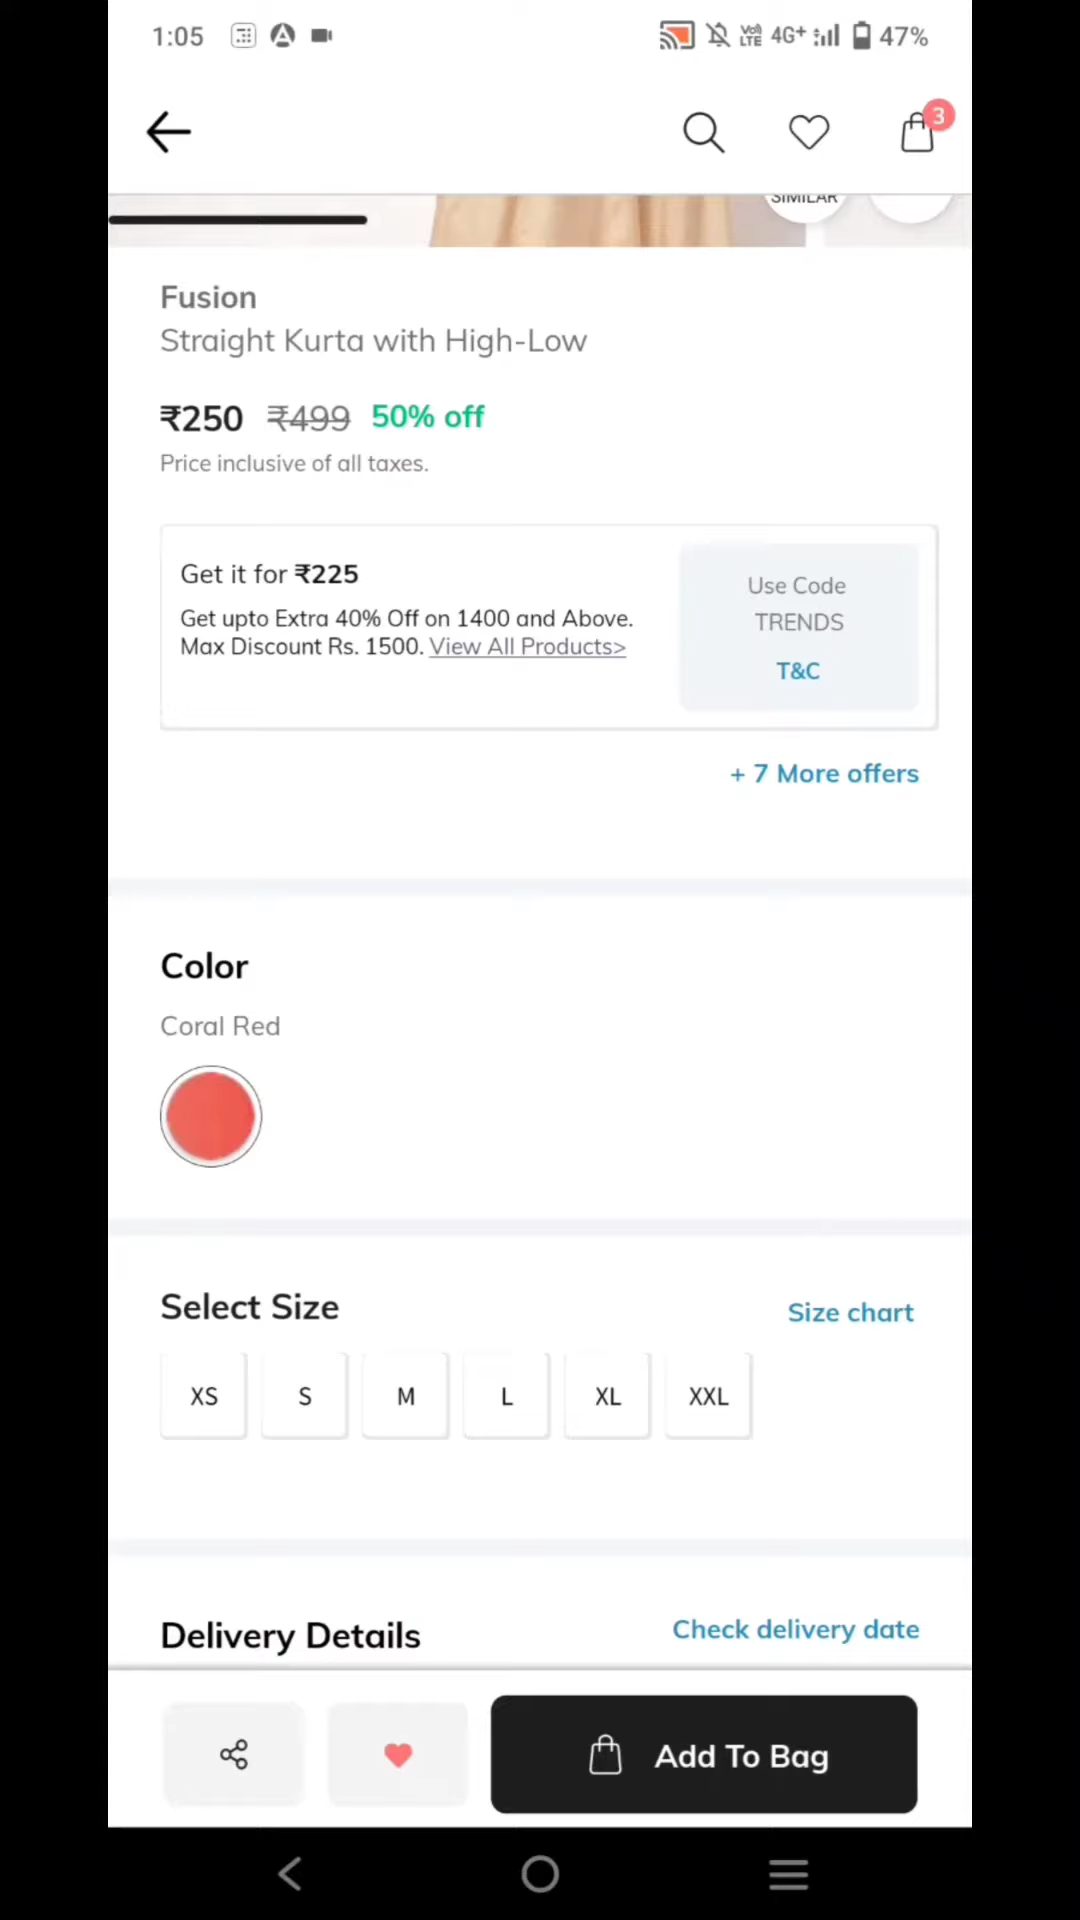 1:05
VoLTE 4G+ 47%
3
SIMILAR
Fusion
Straight Kurta with High-Low
₹250 ₹499 50% off
Price inclusive of all taxes.
Get it for ₹225
Get upto Extra 40% Off on 1400 and Above.
Max Discount Rs. 1500. View All Products>
Use Code
TRENDS
T&C
+ 7 More offers
Color
Coral Red
Select Size
Size chart
XS S M L XL XXL
Delivery Details
Check delivery date
Add To Bag